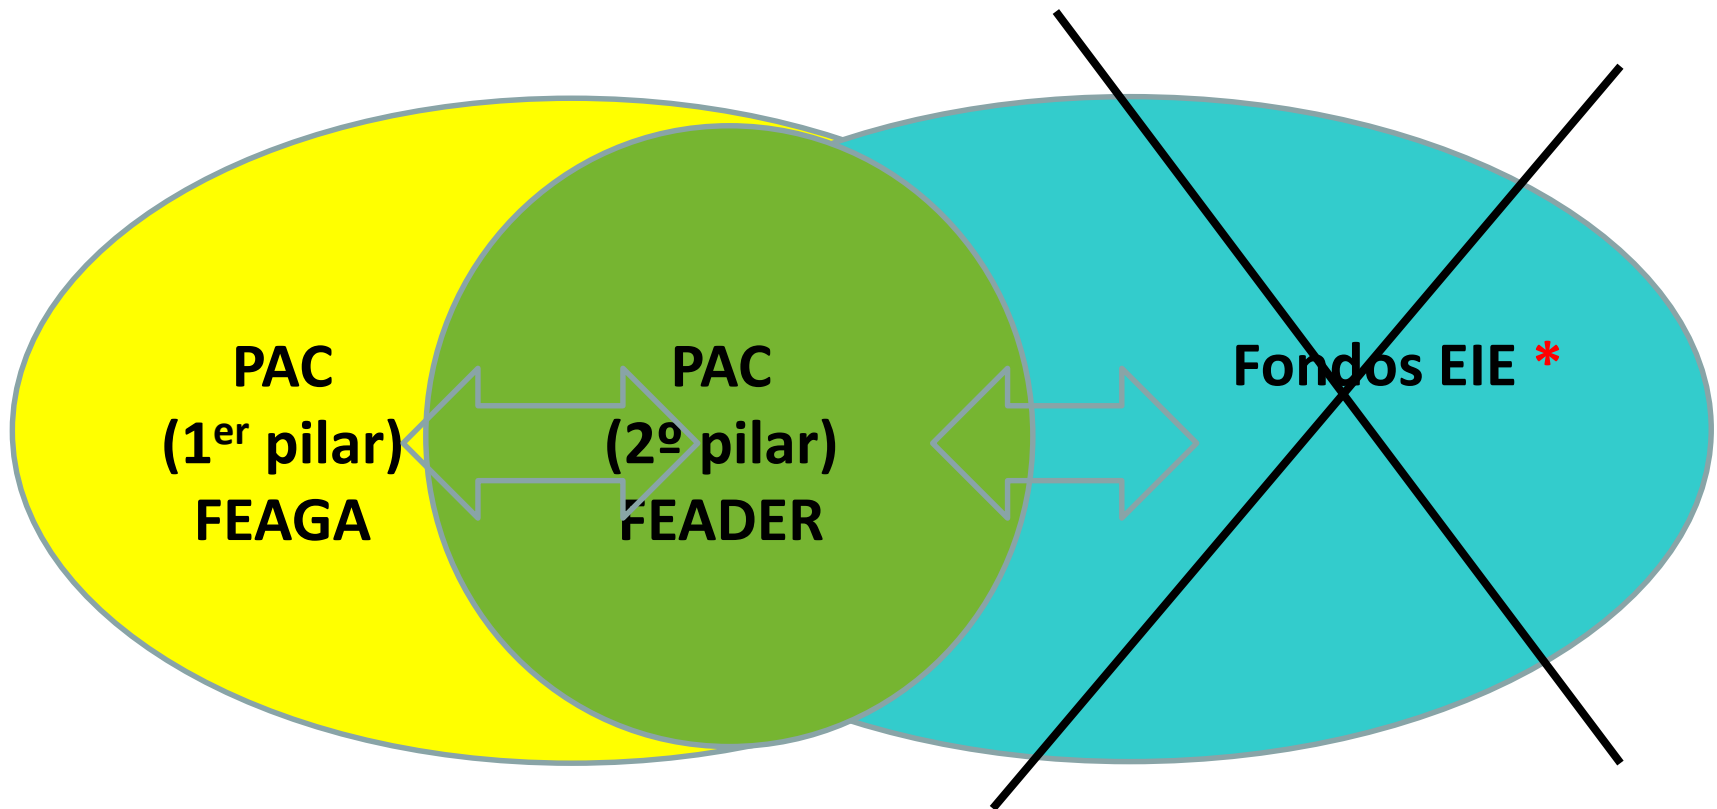 PAC
(1er pilar)
FEAGA
PAC
(2º pilar)
FEADER
Fondos EIE *